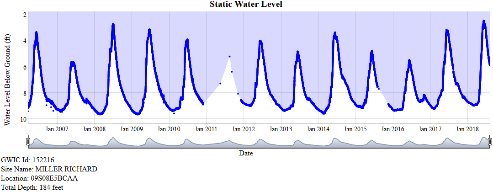 Static Water Level
Water Level Below Ground (ft)
2
4
6
8
10
Jan 2007
Jan 2008
Jan 2009
Jan 2010
Jan 2011
Jan 2012
Jan 2013
Jan 2014
Jan 2015
Jan 2016
Jan 2017
Jan 2018
Date
GWIC Id: 152216
Site Name: MILLER RICHARD
Location: 09S08E5BCAA
Total Depth: 184 feet